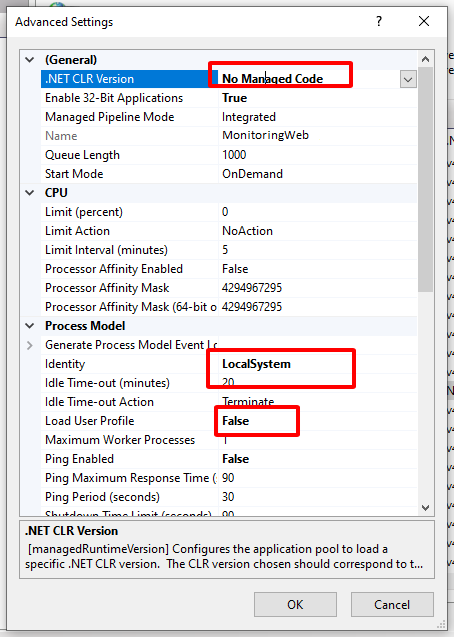 Advanced Settings
(General)
.NET CLR Version No Managed Code
Enable 32-Bit Applications True
Managed Pipeline Mode Integrated
Name MonitoringWeb
Queue Length 1000
Start Mode OnDemand
CPU
Limit (percent) 0
Limit Action NoAction
Limit Interval (minutes) 5
Processor Affinity Enabled False
Processor Affinity Mask 4294967295
Processor Affinity Mask (64-bit o 4294967295
Process Model
Generate Process Model Event Lo
Identity LocalSystem
Idle Time-out (minutes) 20
Idle Time-out Action Terminate
Load User Profile False
Maximum Worker Processes 1
Ping Enabled False
Ping Maximum Response Time ( 90
Ping Period (seconds) 30
Shutdown Time Limit (seconds) 90
.NET CLR Version
[managedRuntimeVersion] Configures the application pool to load a
specific .NET CLR version. The CLR version chosen should correspond to t...
OK Cancel